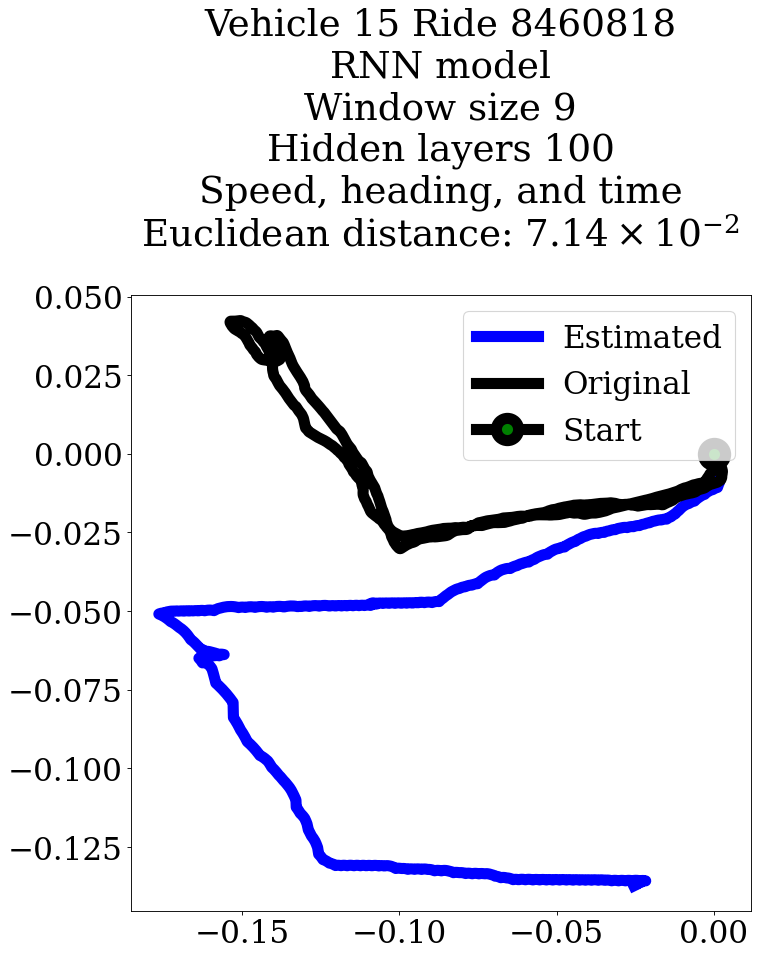 Vehicle 15 Ride 8460818
RNN model
Window size 9
Hidden layers 100
Speed, heading, and time
Euclidean distance: 7.14 × 10⁻²
0.050
0.025
0.000
−0.025
−0.050
−0.075
−0.100
−0.125
Estimated
Original
Start
−0.15 −0.10 −0.05 0.00